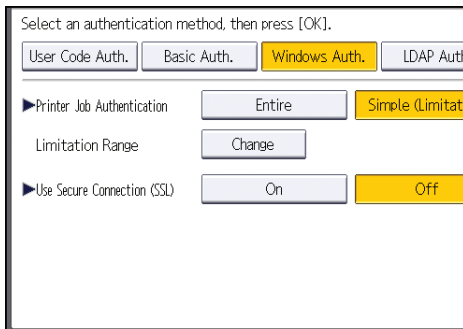 Select an authentication method, then press [OK].
User Code Auth. Basic Auth. Windows Auth. LDAP Auth
▶Printer Job Authentication Entire Simple (Limitat
Limitation Range Change
▶Use Secure Connection (SSL) On Off